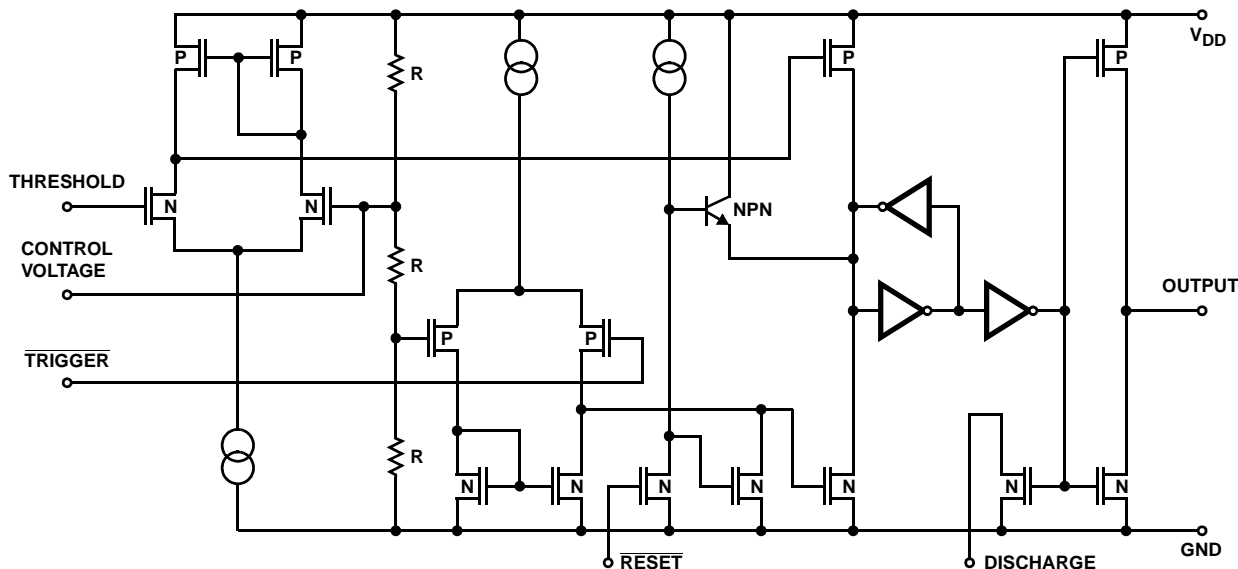 V_DD
P
P
R
P
P
THRESHOLD
N
N
NPN
CONTROL
VOLTAGE
R
OUTPUT
P
P
TRIGGER
R
N
N
N
N
N
N
N
GND
RESET
DISCHARGE